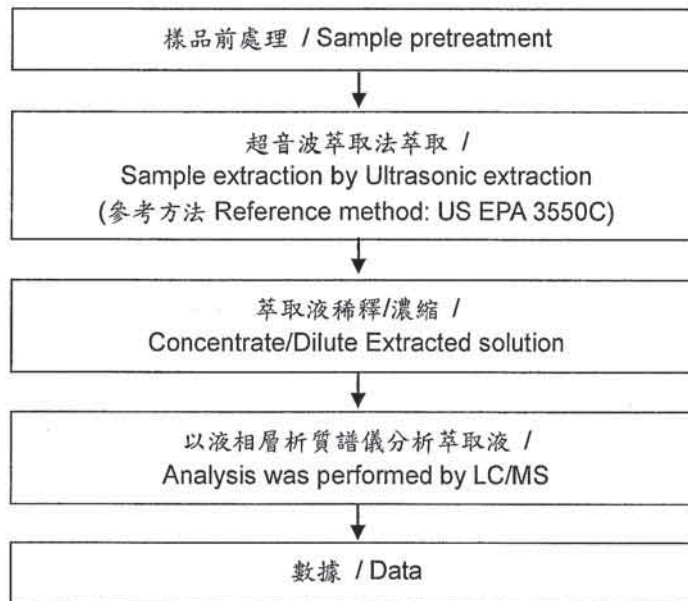 樣品前處理 / Sample pretreatment
超音波萃取法萃取 /
Sample extraction by Ultrasonic extraction
(參考方法 Reference method: US EPA 3550C)
萃取液稀釋/濃縮 /
Concentrate/Dilute Extracted solution
以液相層析質譜儀分析萃取液 /
Analysis was performed by LC/MS
數據 / Data